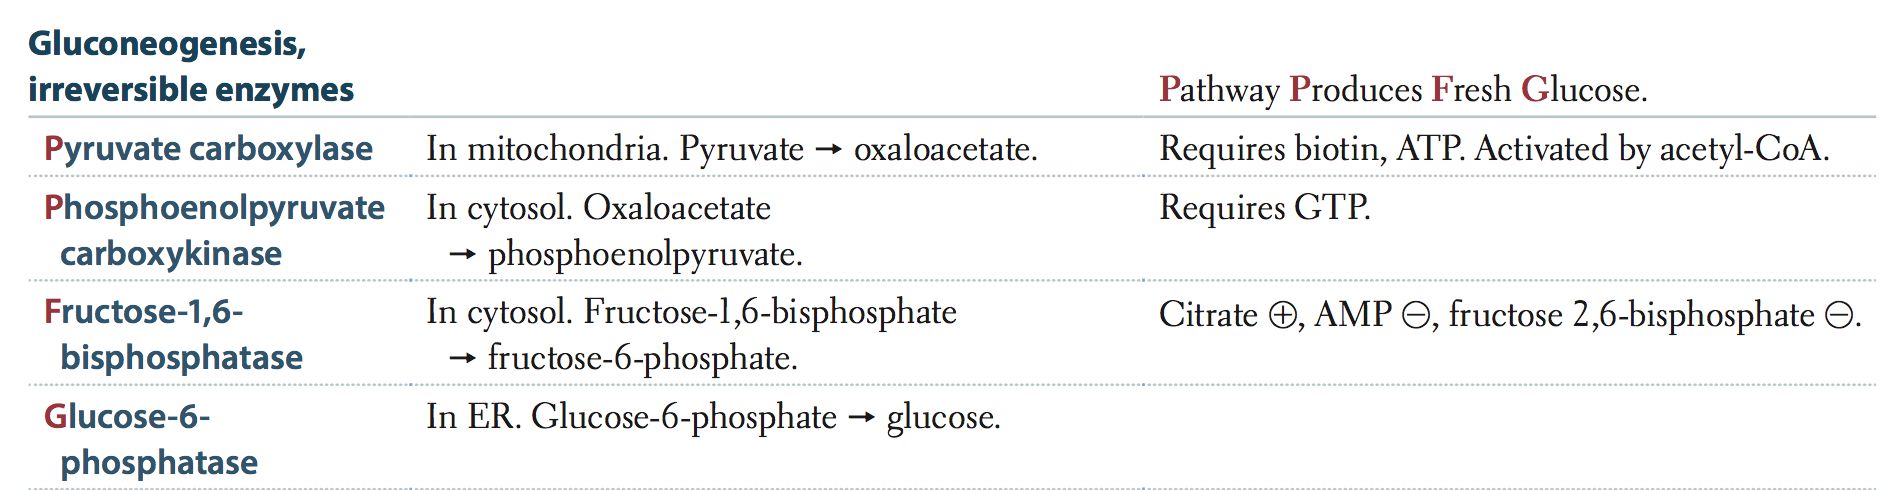 Gluconeogenesis,
irreversible enzymes
Pathway Produces Fresh Glucose.
Pyruvate carboxylase
In mitochondria. Pyruvate → oxaloacetate.
Requires biotin, ATP. Activated by acetyl-CoA.
Phosphoenolpyruvate
carboxykinase
In cytosol. Oxaloacetate
→ phosphoenolpyruvate.
Requires GTP.
Fructose-1,6-
bisphosphatase
In cytosol. Fructose-1,6-bisphosphate
→ fructose-6-phosphate.
Citrate ⊕, AMP ⊖, fructose 2,6-bisphosphate ⊖.
Glucose-6-
phosphatase
In ER. Glucose-6-phosphate → glucose.